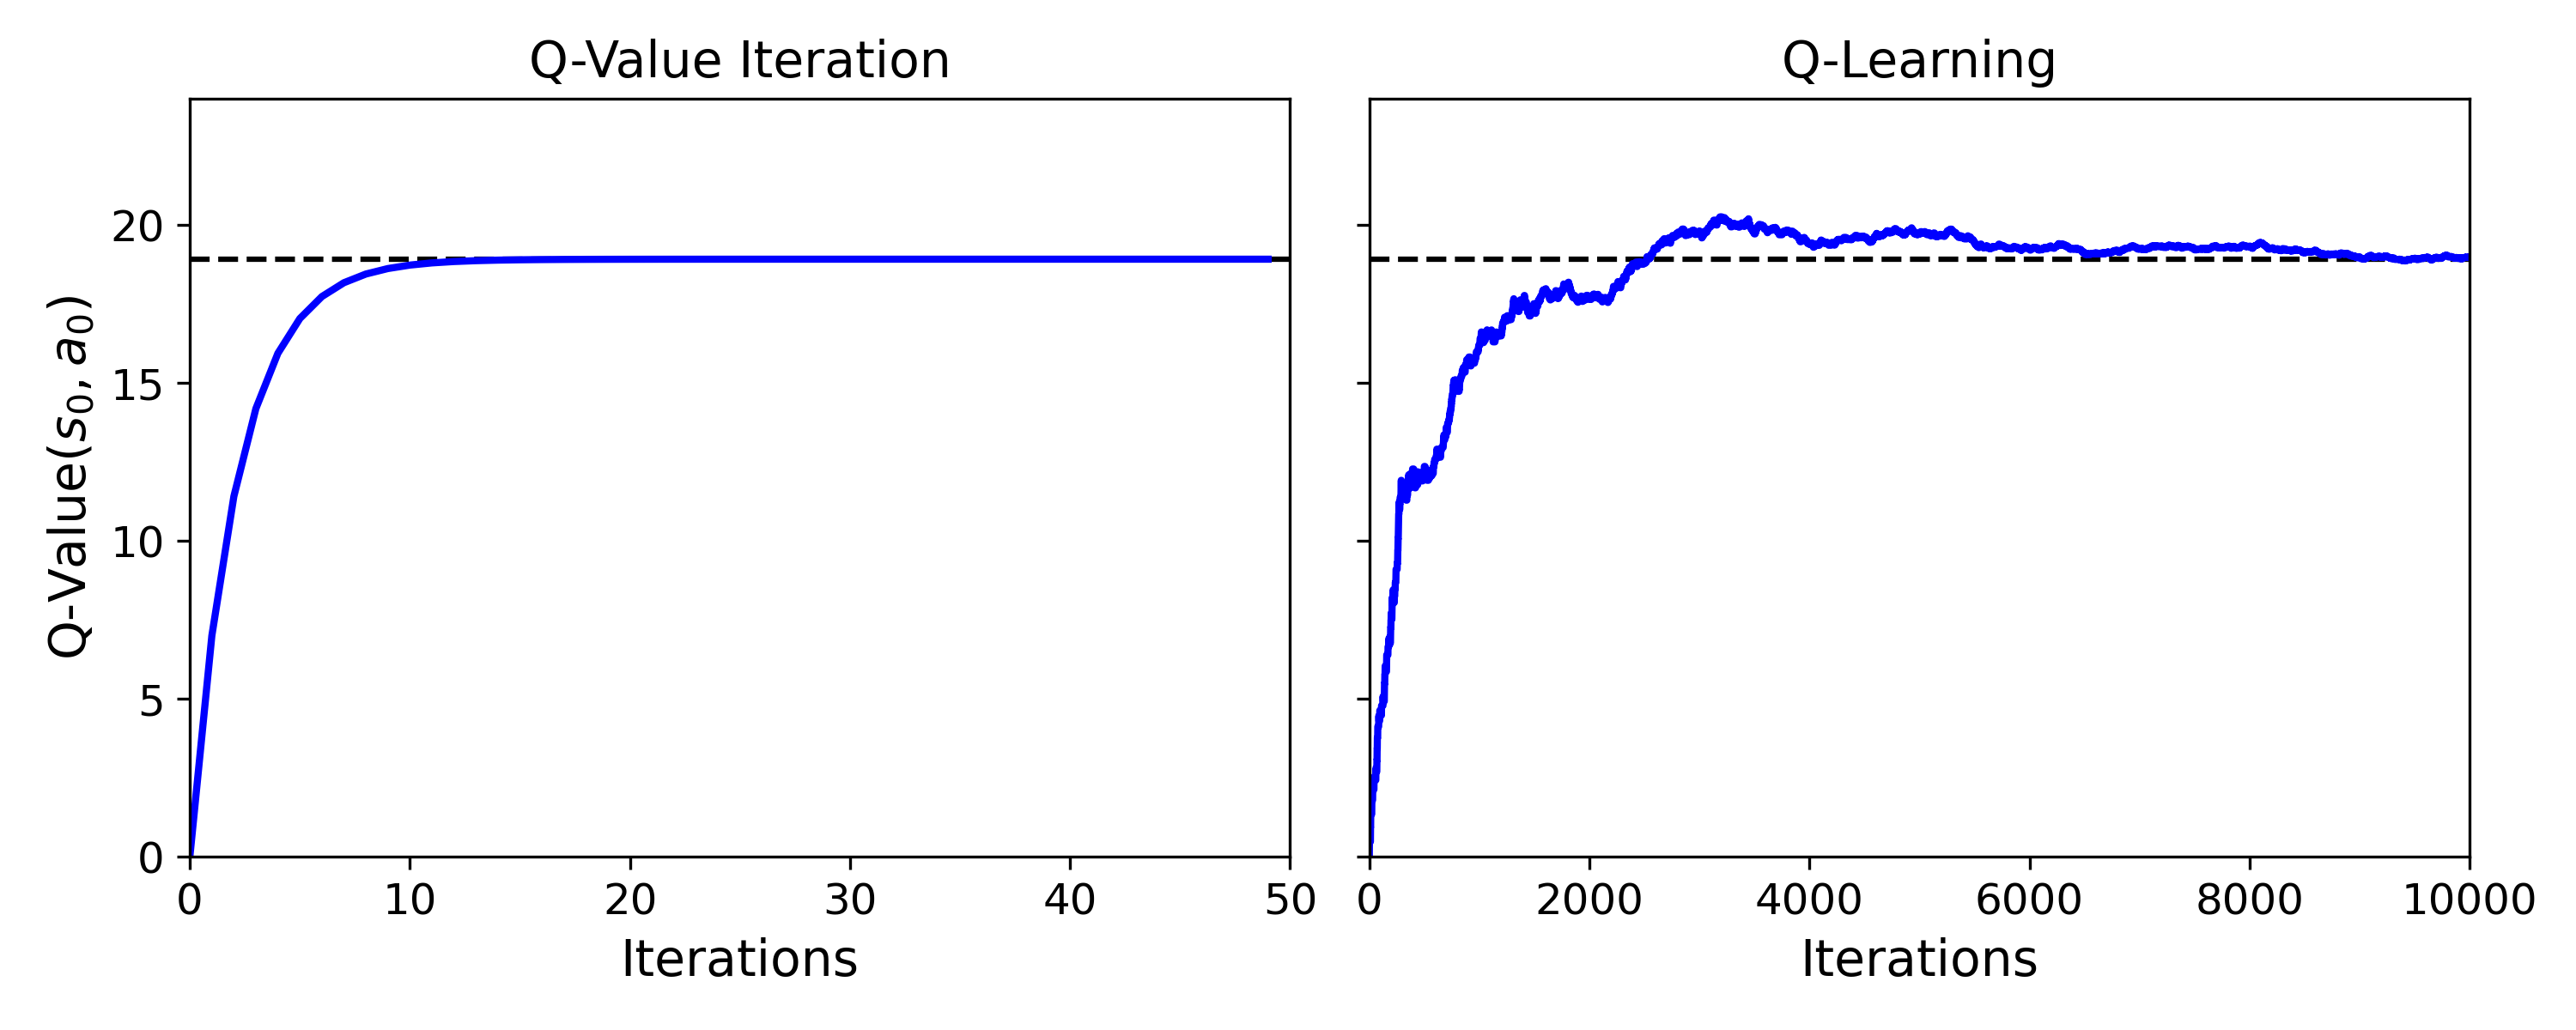 Q-Value Iteration
Q-Value(s₀, a₀)
20
15
10
5
0
0 10 20 30 40 50
Iterations
Q-Learning
0 2000 4000 6000 8000 10000
Iterations